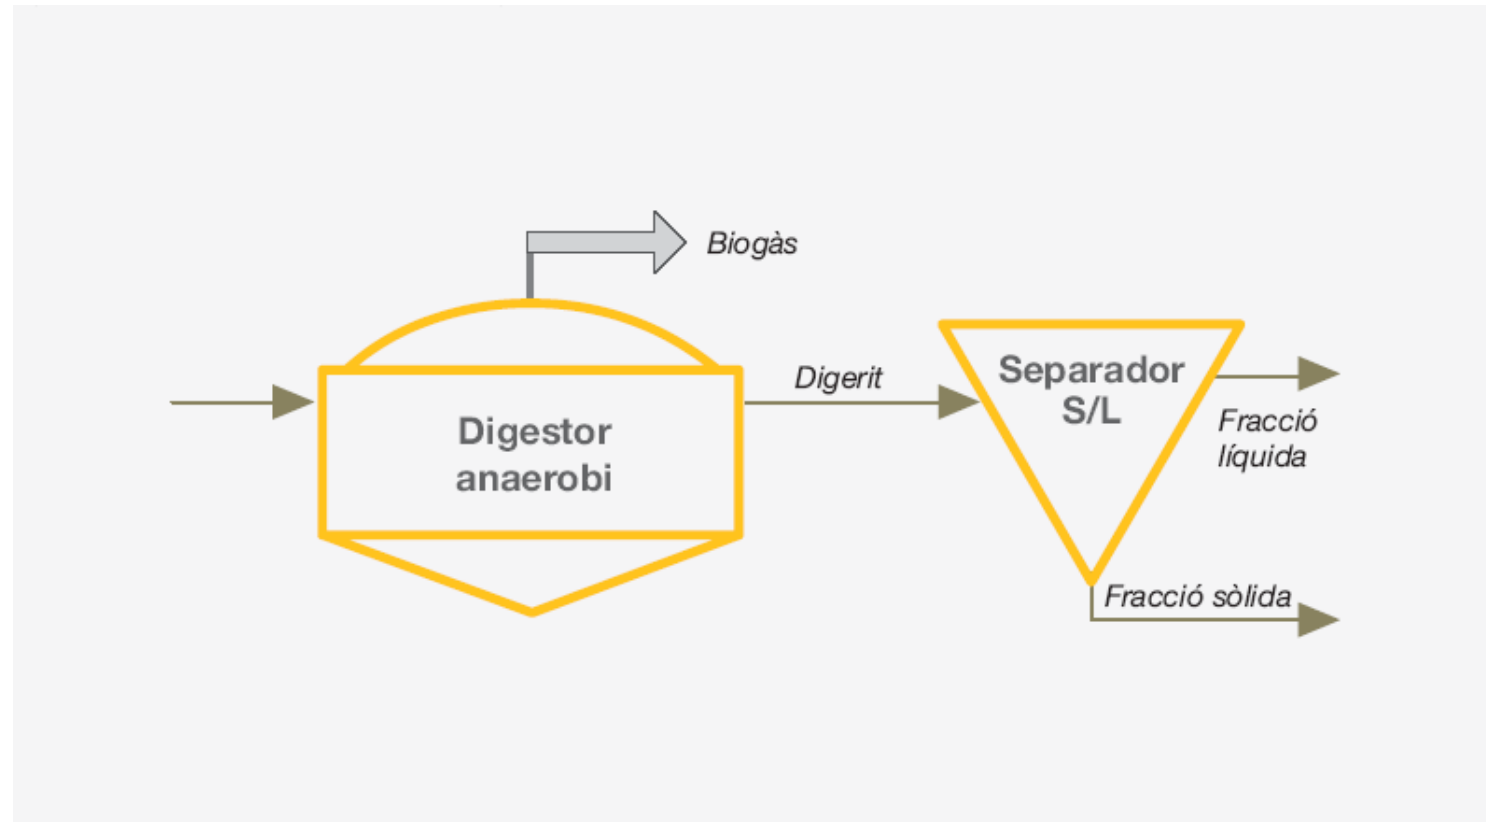 Biogàs
Digestor
anaerobi
Digerit
Separador
S/L
Fracció
líquida
Fracció sòlida